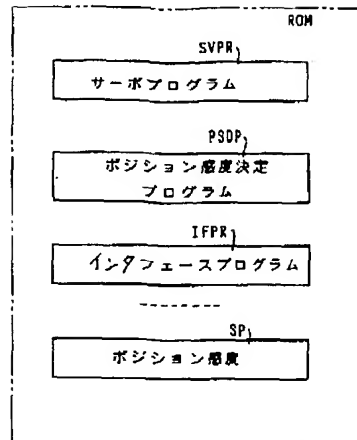 ROM
SVPR
サーボプログラム
PSDP
ポジション感度決定
プログラム
IFPR
インタフェースプログラム
SP
ポジション感度